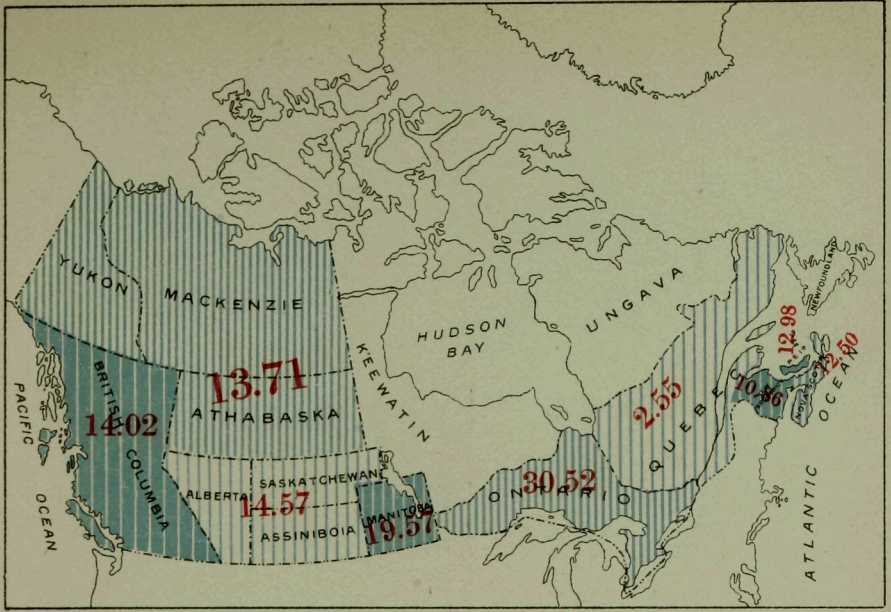 YUKON
MACKENZIE
13.71
ATHABASKA
BRITISH
COLUMBIA
14.02
PACIFIC
OCEAN
ALBERTA
SASKATCHEWAN
14.57
ASSINIBOIA
MANITOBA
19.57
KEEWATIN
HUDSON
BAY
UNGAVA
ONTARIO
30.52
QUEBEC
2.55
NEWFOUNDLAND
12.98
12.50
10.86
NOVA SCOTIA
ATLANTIC
OCEAN